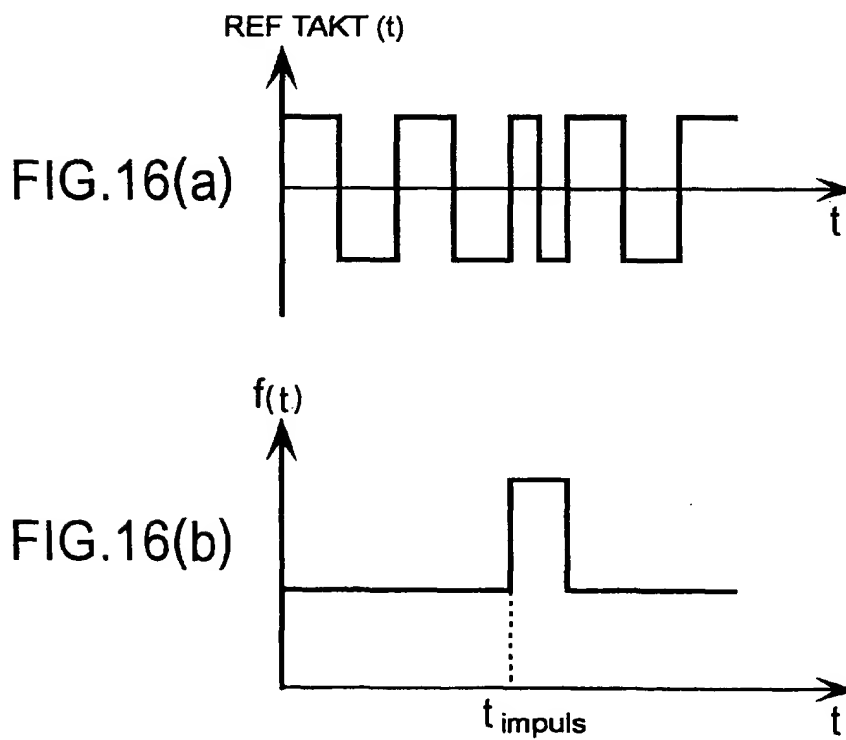 REF TAKT (t)
FIG.16(a)
t
f(t)
FIG.16(b)
t impuls
t